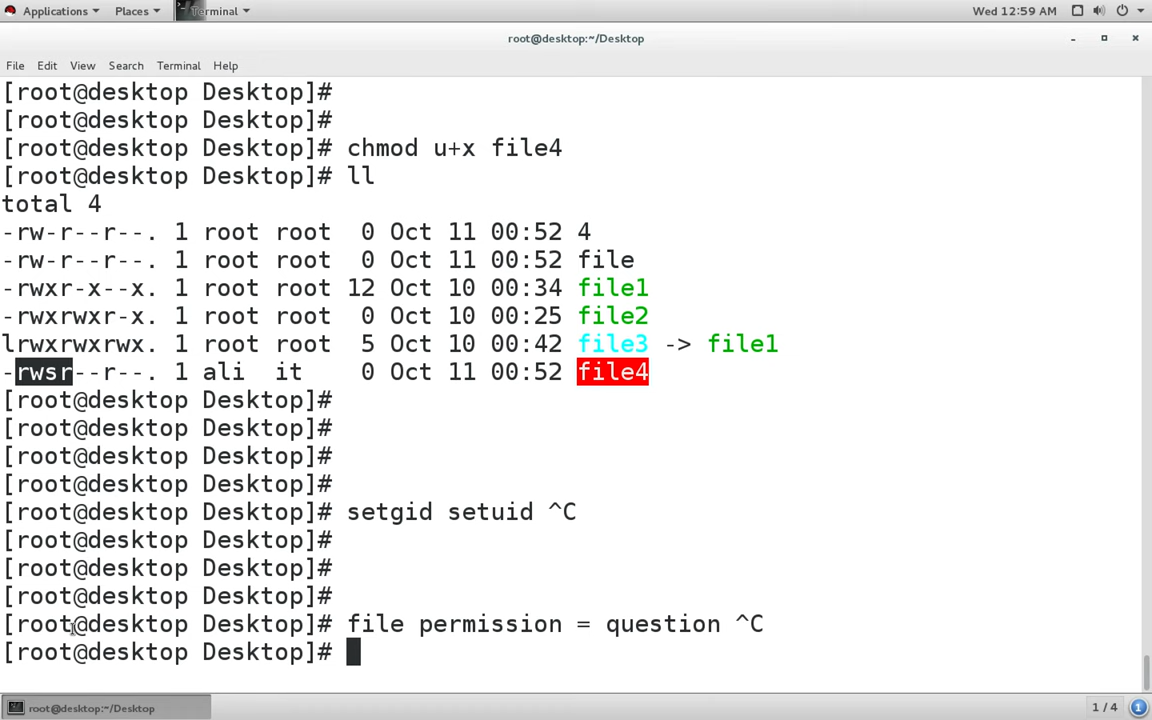 Applications Places Terminal Wed 12:59 AM
root@desktop:~/Desktop
File Edit View Search Terminal Help
[root@desktop Desktop]#
[root@desktop Desktop]#
[root@desktop Desktop]# chmod u+x file4
[root@desktop Desktop]# ll
total 4
-rw-r--r--. 1 root root 0 Oct 11 00:52 4
-rw-r--r--. 1 root root 0 Oct 11 00:52 file
-rwxr-x--x. 1 root root 12 Oct 10 00:34 file1
-rwxrwxr-x. 1 root root 0 Oct 10 00:25 file2
lrwxrwxrwx. 1 root root 5 Oct 10 00:42 file3 -> file1
-rwsr--r--. 1 ali it 0 Oct 11 00:52 file4
[root@desktop Desktop]#
[root@desktop Desktop]#
[root@desktop Desktop]#
[root@desktop Desktop]#
[root@desktop Desktop]# setgid setuid ^C
[root@desktop Desktop]#
[root@desktop Desktop]#
[root@desktop Desktop]#
[root@desktop Desktop]# file permission = question ^C
[root@desktop Desktop]#
root@desktop:~/Desktop 1 / 4 1